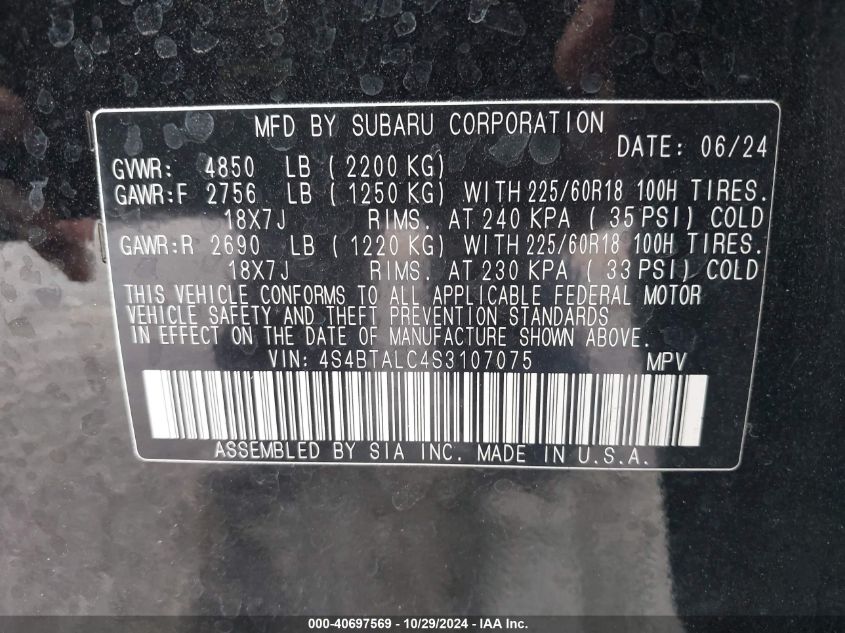 MFD BY SUBARU CORPORATION
DATE: 06/24
GVWR: 4850 LB ( 2200 KG)
GAWR:F 2756 LB ( 1250 KG) WITH 225/60R18 100H TIRES.
18X7J RIMS. AT 240 KPA ( 35 PSI) COLD
GAWR:R 2690 LB ( 1220 KG) WITH 225/60R18 100H TIRES.
18X7J RIMS. AT 230 KPA ( 33 PSI) COLD
THIS VEHICLE CONFORMS TO ALL APPLICABLE FEDERAL MOTOR
VEHICLE SAFETY AND THEFT PREVENTION STANDARDS
IN EFFECT ON THE DATE OF MANUFACTURE SHOWN ABOVE.
VIN: 4S4BTALC4S3107075 MPV
ASSEMBLED BY SIA INC. MADE IN U.S.A.
000-40697569 - 10/29/2024 - IAA Inc.